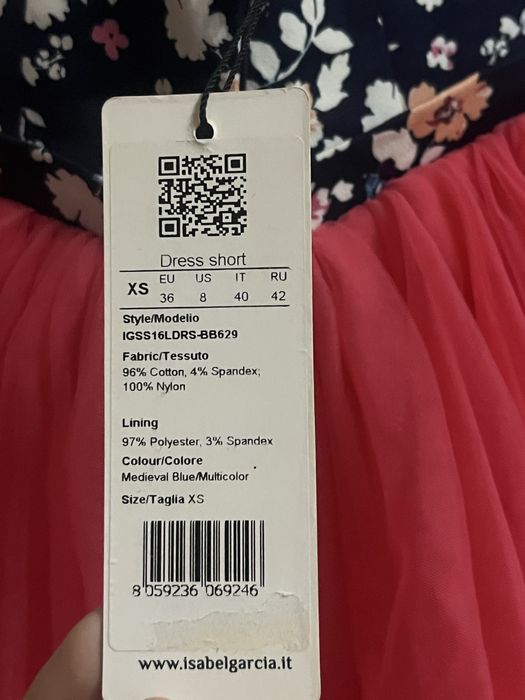 Dress short
XS EU US IT RU
36 8 40 42
Style/Modelio
IGSS16LDRS-BB629
Fabric/Tessuto
96% Cotton, 4% Spandex;
100% Nylon
Lining
97% Polyester, 3% Spandex
Colour/Colore
Medieval Blue/Multicolor
Size/Taglia XS
8 059236 069246
www.isabelgarcia.it